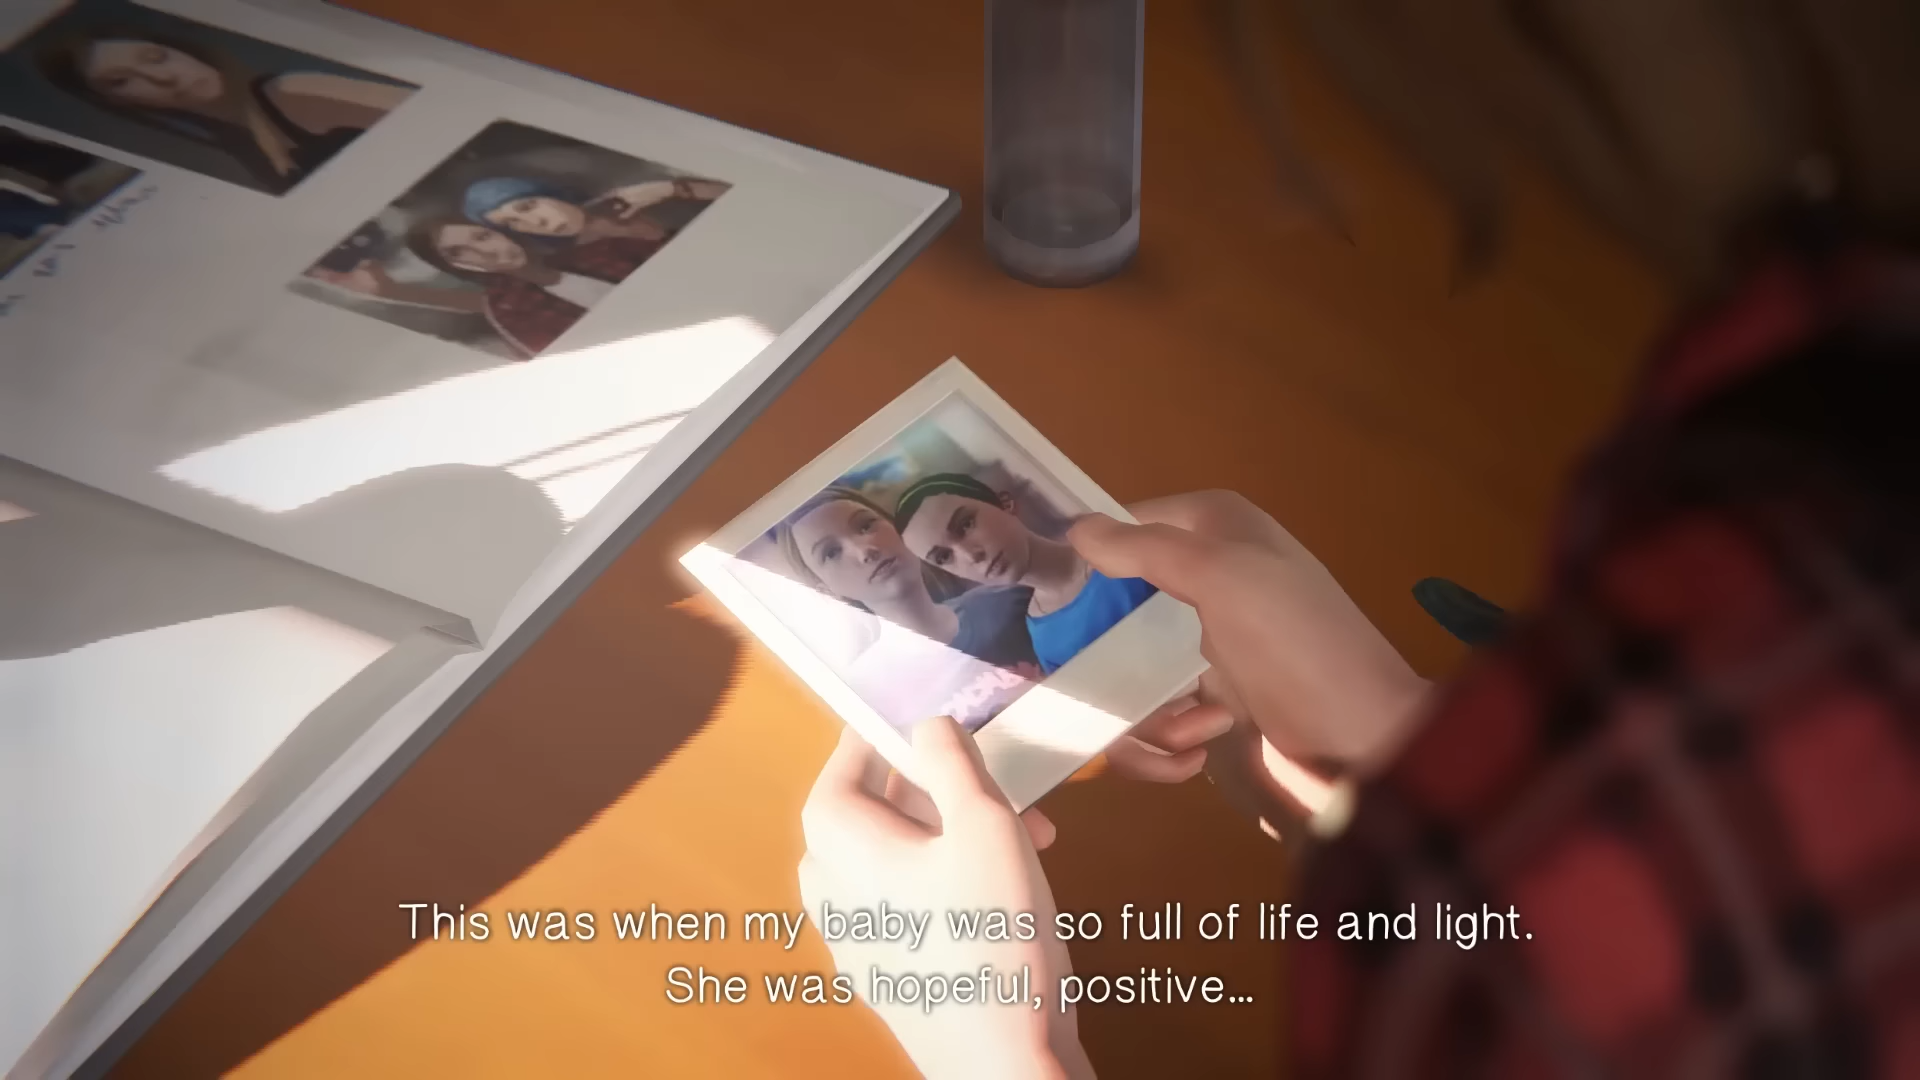 This was when my baby was so full of life and light.
She was hopeful, positive...